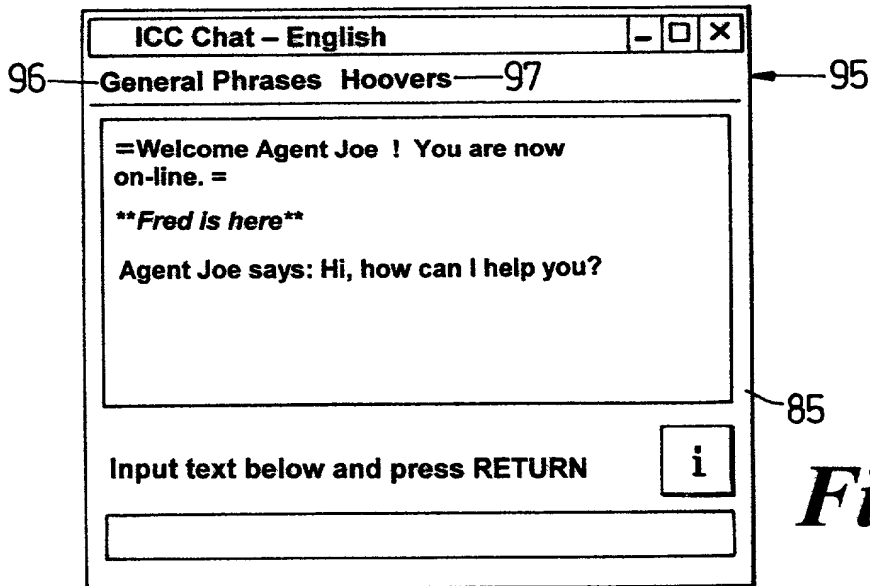 ICC Chat – English
96 General Phrases Hoovers 97 95
=Welcome Agent Joe ! You are now
on-line. =
**Fred is here**
Agent Joe says: Hi, how can I help you?
85
Input text below and press RETURN i